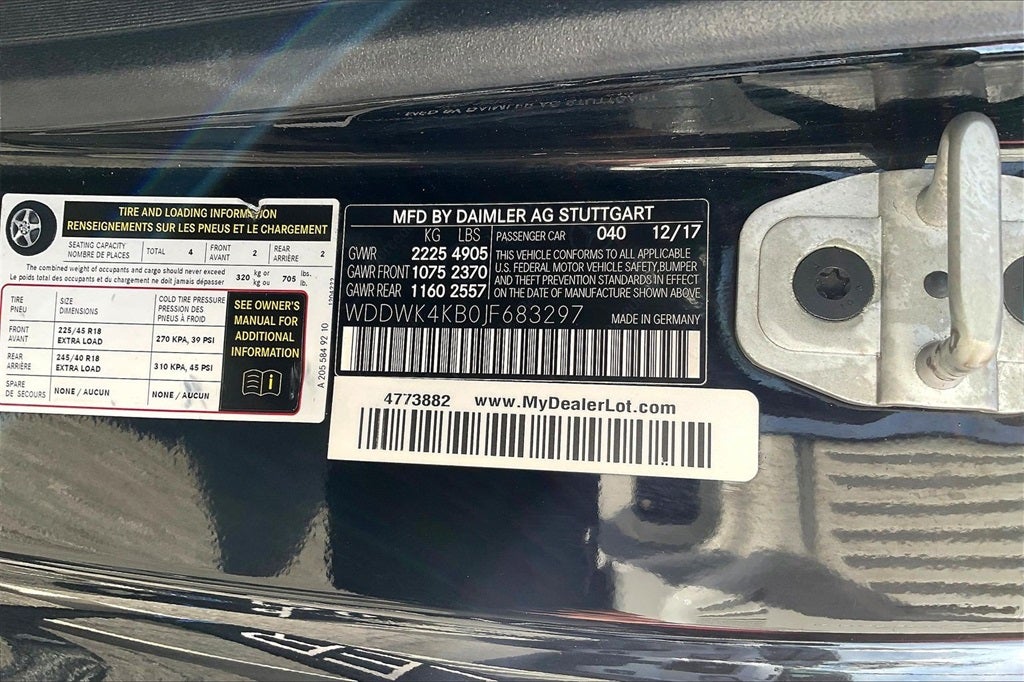 MFD BY DAIMLER AG STUTTGART
TIRE AND LOADING INFORMATION
RENSEIGNEMENTS SUR LES PNEUS ET LE CHARGEMENT
SEATING CAPACITY
NOMBRE DE PLACES
TOTAL 4
FRONT
AVANT 2
REAR
ARRIÈRE 2
The combined weight of occupants and cargo should never exceed
Le poids total des occupants et du chargement ne doit jamais dépasser
320 kg or
kg ou
705 lbs.
lb.
TIRE
PNEU
SIZE
DIMENSIONS
COLD TIRE PRESSURE
PRESSION DES
PNEUS À FROID
FRONT
AVANT
225/45 R18
EXTRA LOAD
270 KPA, 39 PSI
REAR
ARRIÈRE
245/40 R18
EXTRA LOAD
310 KPA, 45 PSI
SPARE
DE SECOURS
NONE / AUCUN
NONE / AUCUN
SEE OWNER'S
MANUAL FOR
ADDITIONAL
INFORMATION
A 205 584 92 10
KG LBS
GVWR 2225 4905
GAWR FRONT 1075 2370
GAWR REAR 1160 2557
PASSENGER CAR 040 12/17
THIS VEHICLE CONFORMS TO ALL APPLICABLE
U.S. FEDERAL MOTOR VEHICLE SAFETY,BUMPER
AND THEFT PREVENTION STANDARDS IN EFFECT
ON THE DATE OF MANUFACTURE SHOWN ABOVE
WDDWK4KB0JF683297 MADE IN GERMANY
4773882 www.MyDealerLot.com